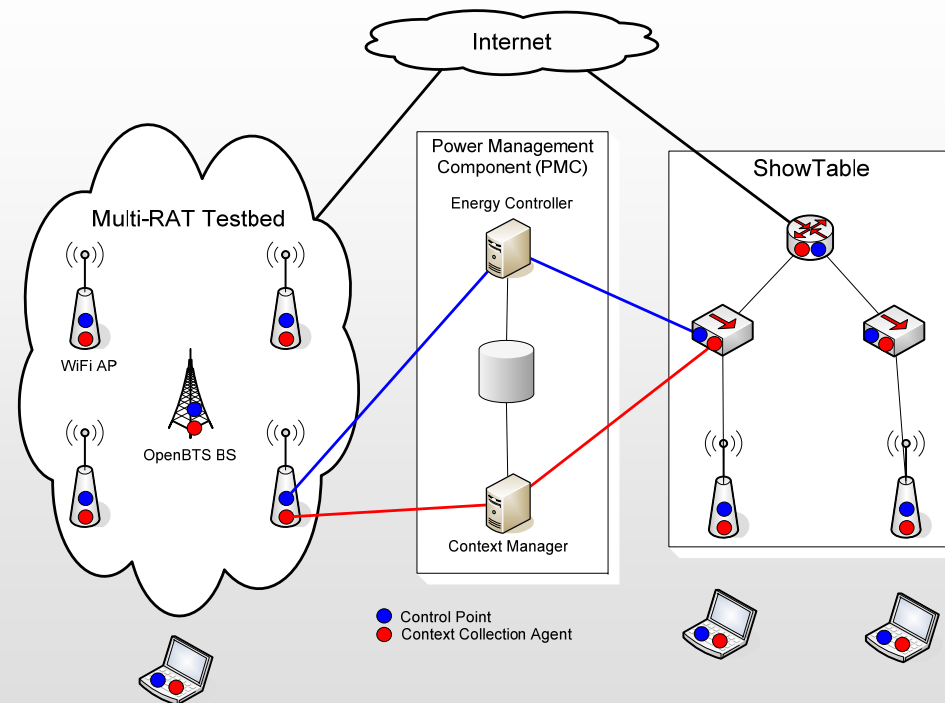 Internet
Multi-RAT Testbed
WiFi AP
OpenBTS BS
Power Management
Component (PMC)
Energy Controller
Context Manager
ShowTable
Control Point
Context Collection Agent